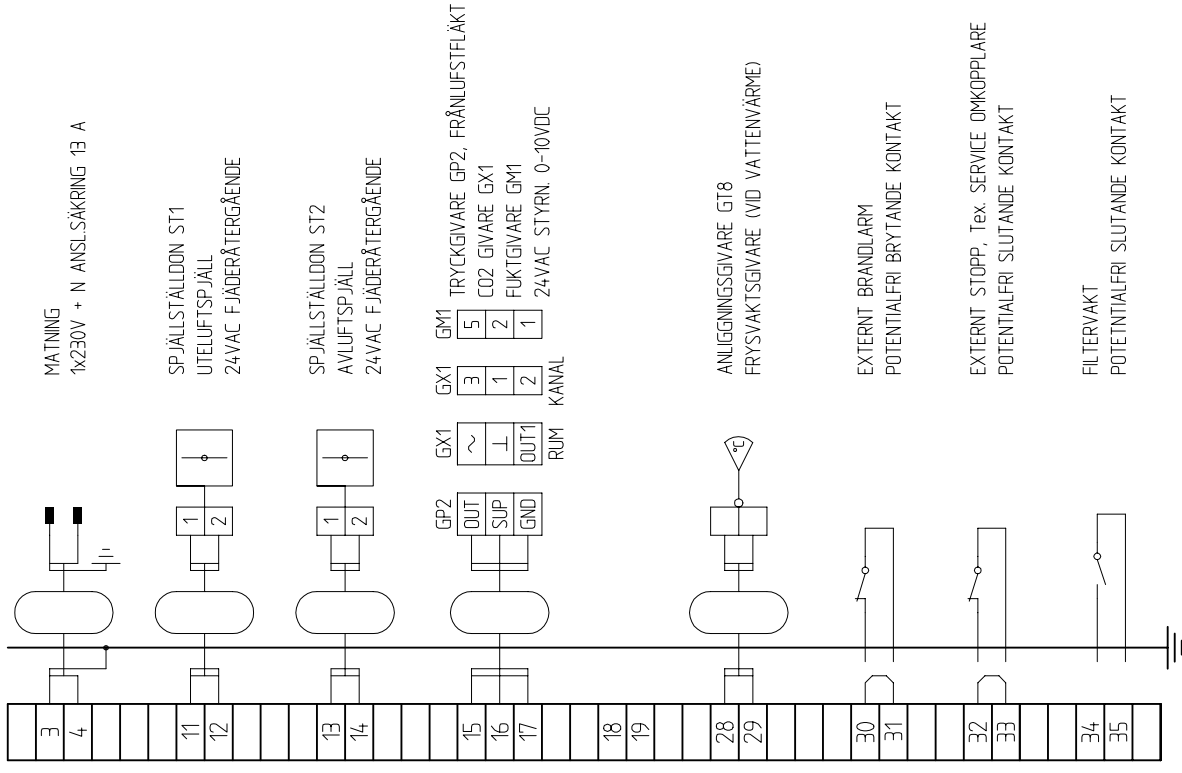 MATNING
1x230V + N ANSL.SÄKRING 13 A
3
4
SPJÄLLSTÄLLDON ST1
UTELUFTSPJÄLL
24VAC FJÄDERÅTERGÅENDE
1
2
11
12
SPJÄLLSTÄLLDON ST2
AVLUFTSPJÄLL
24VAC FJÄDERÅTERGÅENDE
1
2
13
14
GP2 GX1 GX1 GM1
OUT ~ 3 5 TRYCKGIVARE GP2, FRÅNLUFTSFLÄKT
SUP ⊥ 1 2 CO2 GIVARE GX1
GND OUT1 2 1 FUKTGIVARE GM1
RUM KANAL 24VAC STYRN. 0-10VDC
15
16
17
18
19
ANLIGGNINGSGIVARE GT8
FRYSVAKTSGIVARE (VID VATTENVÄRME)
°C
28
29
EXTERNT BRANDLARM
POTENTIALFRI BRYTANDE KONTAKT
30
31
EXTERNT STOPP, Tex. SERVICE OMKOPPLARE
POTENTIALFRI SLUTANDE KONTAKT
32
33
FILTERVAKT
POTETNTIALFRI SLUTANDE KONTAKT
34
35